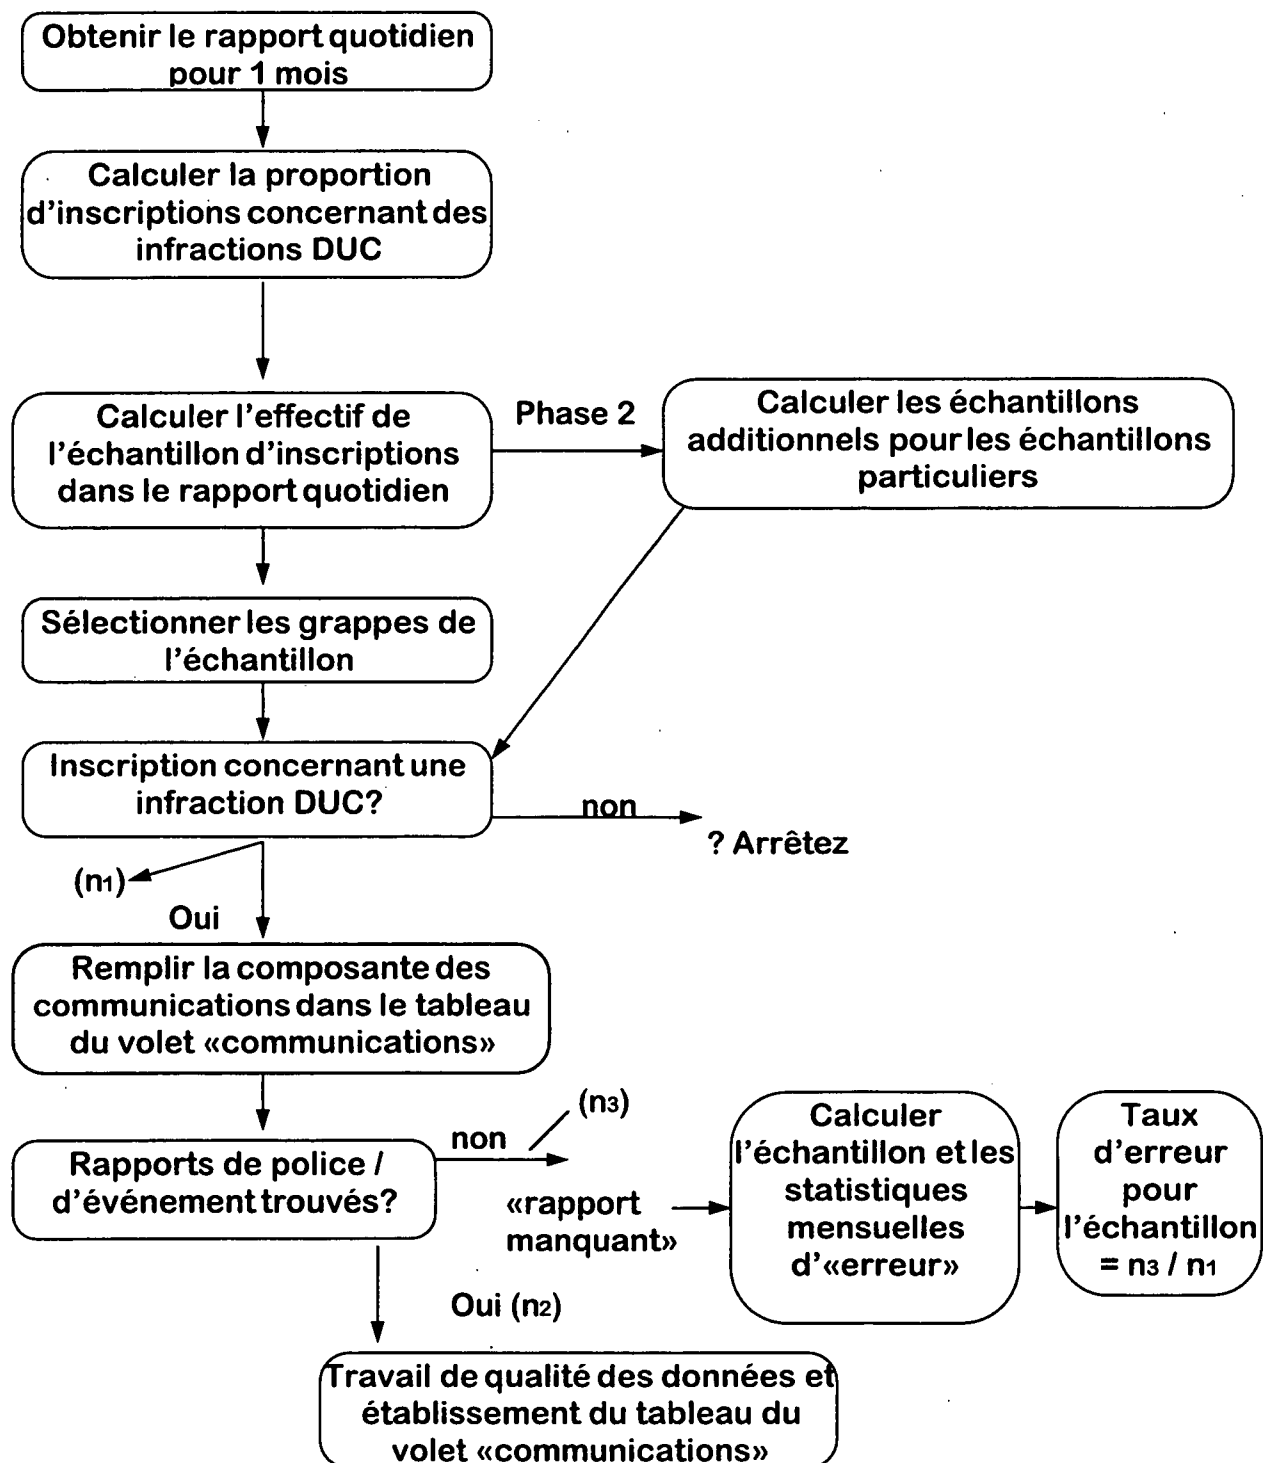 Obtenir le rapport quotidien
pour 1 mois
Calculer la proportion
d'inscriptions concernant des
infractions DUC
Calculer l'effectif de
l'échantillon d'inscriptions
dans le rapport quotidien
Phase 2
Calculer les échantillons
additionnels pour les échantillons
particuliers
Sélectionner les grappes de
l'échantillon
Inscription concernant une
infraction DUC?
non
? Arrêtez
(n1)
Oui
Remplir la composante des
communications dans le tableau
du volet «communications»
Rapports de police /
d'événement trouvés?
non
(n3)
«rapport
manquant»
Calculer
l'échantillon et les
statistiques
mensuelles
d'«erreur»
Taux
d'erreur
pour
l'échantillon
= n3 / n1
Oui (n2)
Travail de qualité des données et
établissement du tableau du
volet «communications»